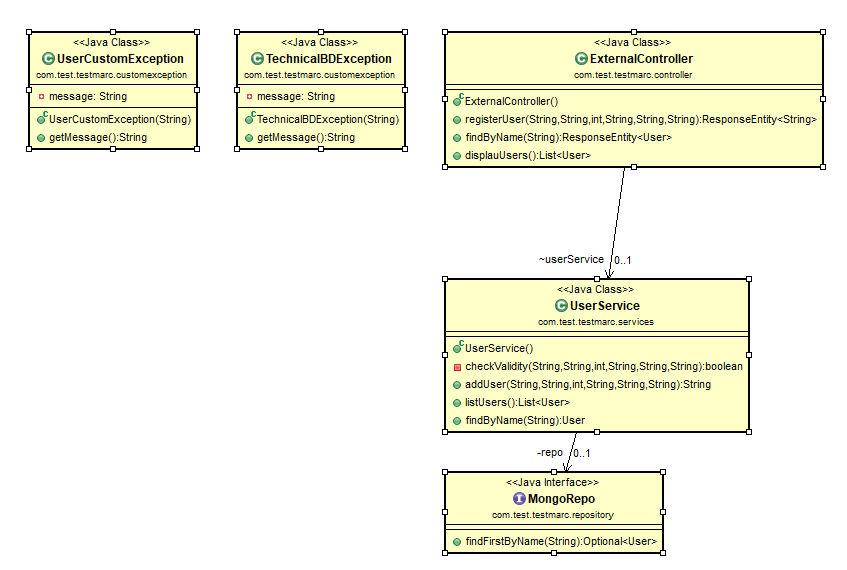 <<Java Class>>
UserCustomException
com.test.testmarc.customexception
message: String
UserCustomException(String)
getMessage():String
<<Java Class>>
TechnicalBDException
com.test.testmarc.customexception
message: String
TechnicalBDException(String)
getMessage():String
<<Java Class>>
ExternalController
com.test.testmarc.controller
ExternalController()
registerUser(String,String,int,String,String,String):ResponseEntity<String>
findByName(String):ResponseEntity<User>
displauUsers():List<User>
~userService 0..1
<<Java Class>>
UserService
com.test.testmarc.services
UserService()
checkValidity(String,String,int,String,String,String):boolean
addUser(String,String,int,String,String,String):String
listUsers():List<User>
findByName(String):User
-repo 0..1
<<Java Interface>>
MongoRepo
com.test.testmarc.repository
findFirstByName(String):Optional<User>